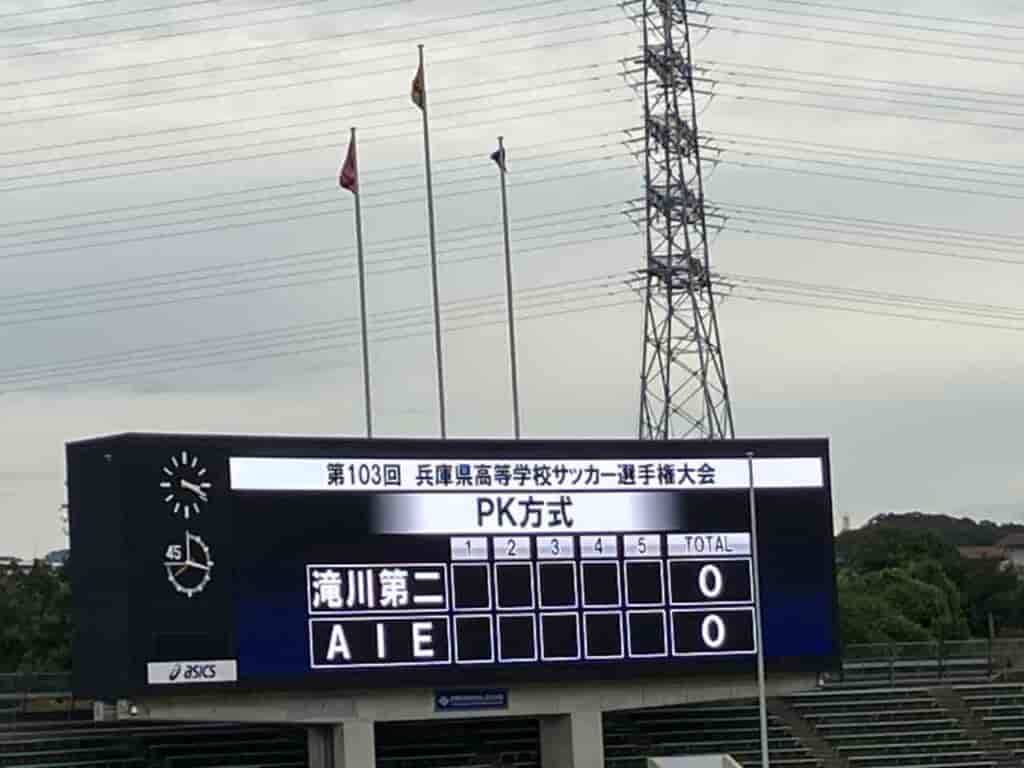 第103回 兵庫県高等学校サッカー選手権大会
PK方式
45
1 2 3 4 5 TOTAL
滝川第二 0
AIE 0
asics